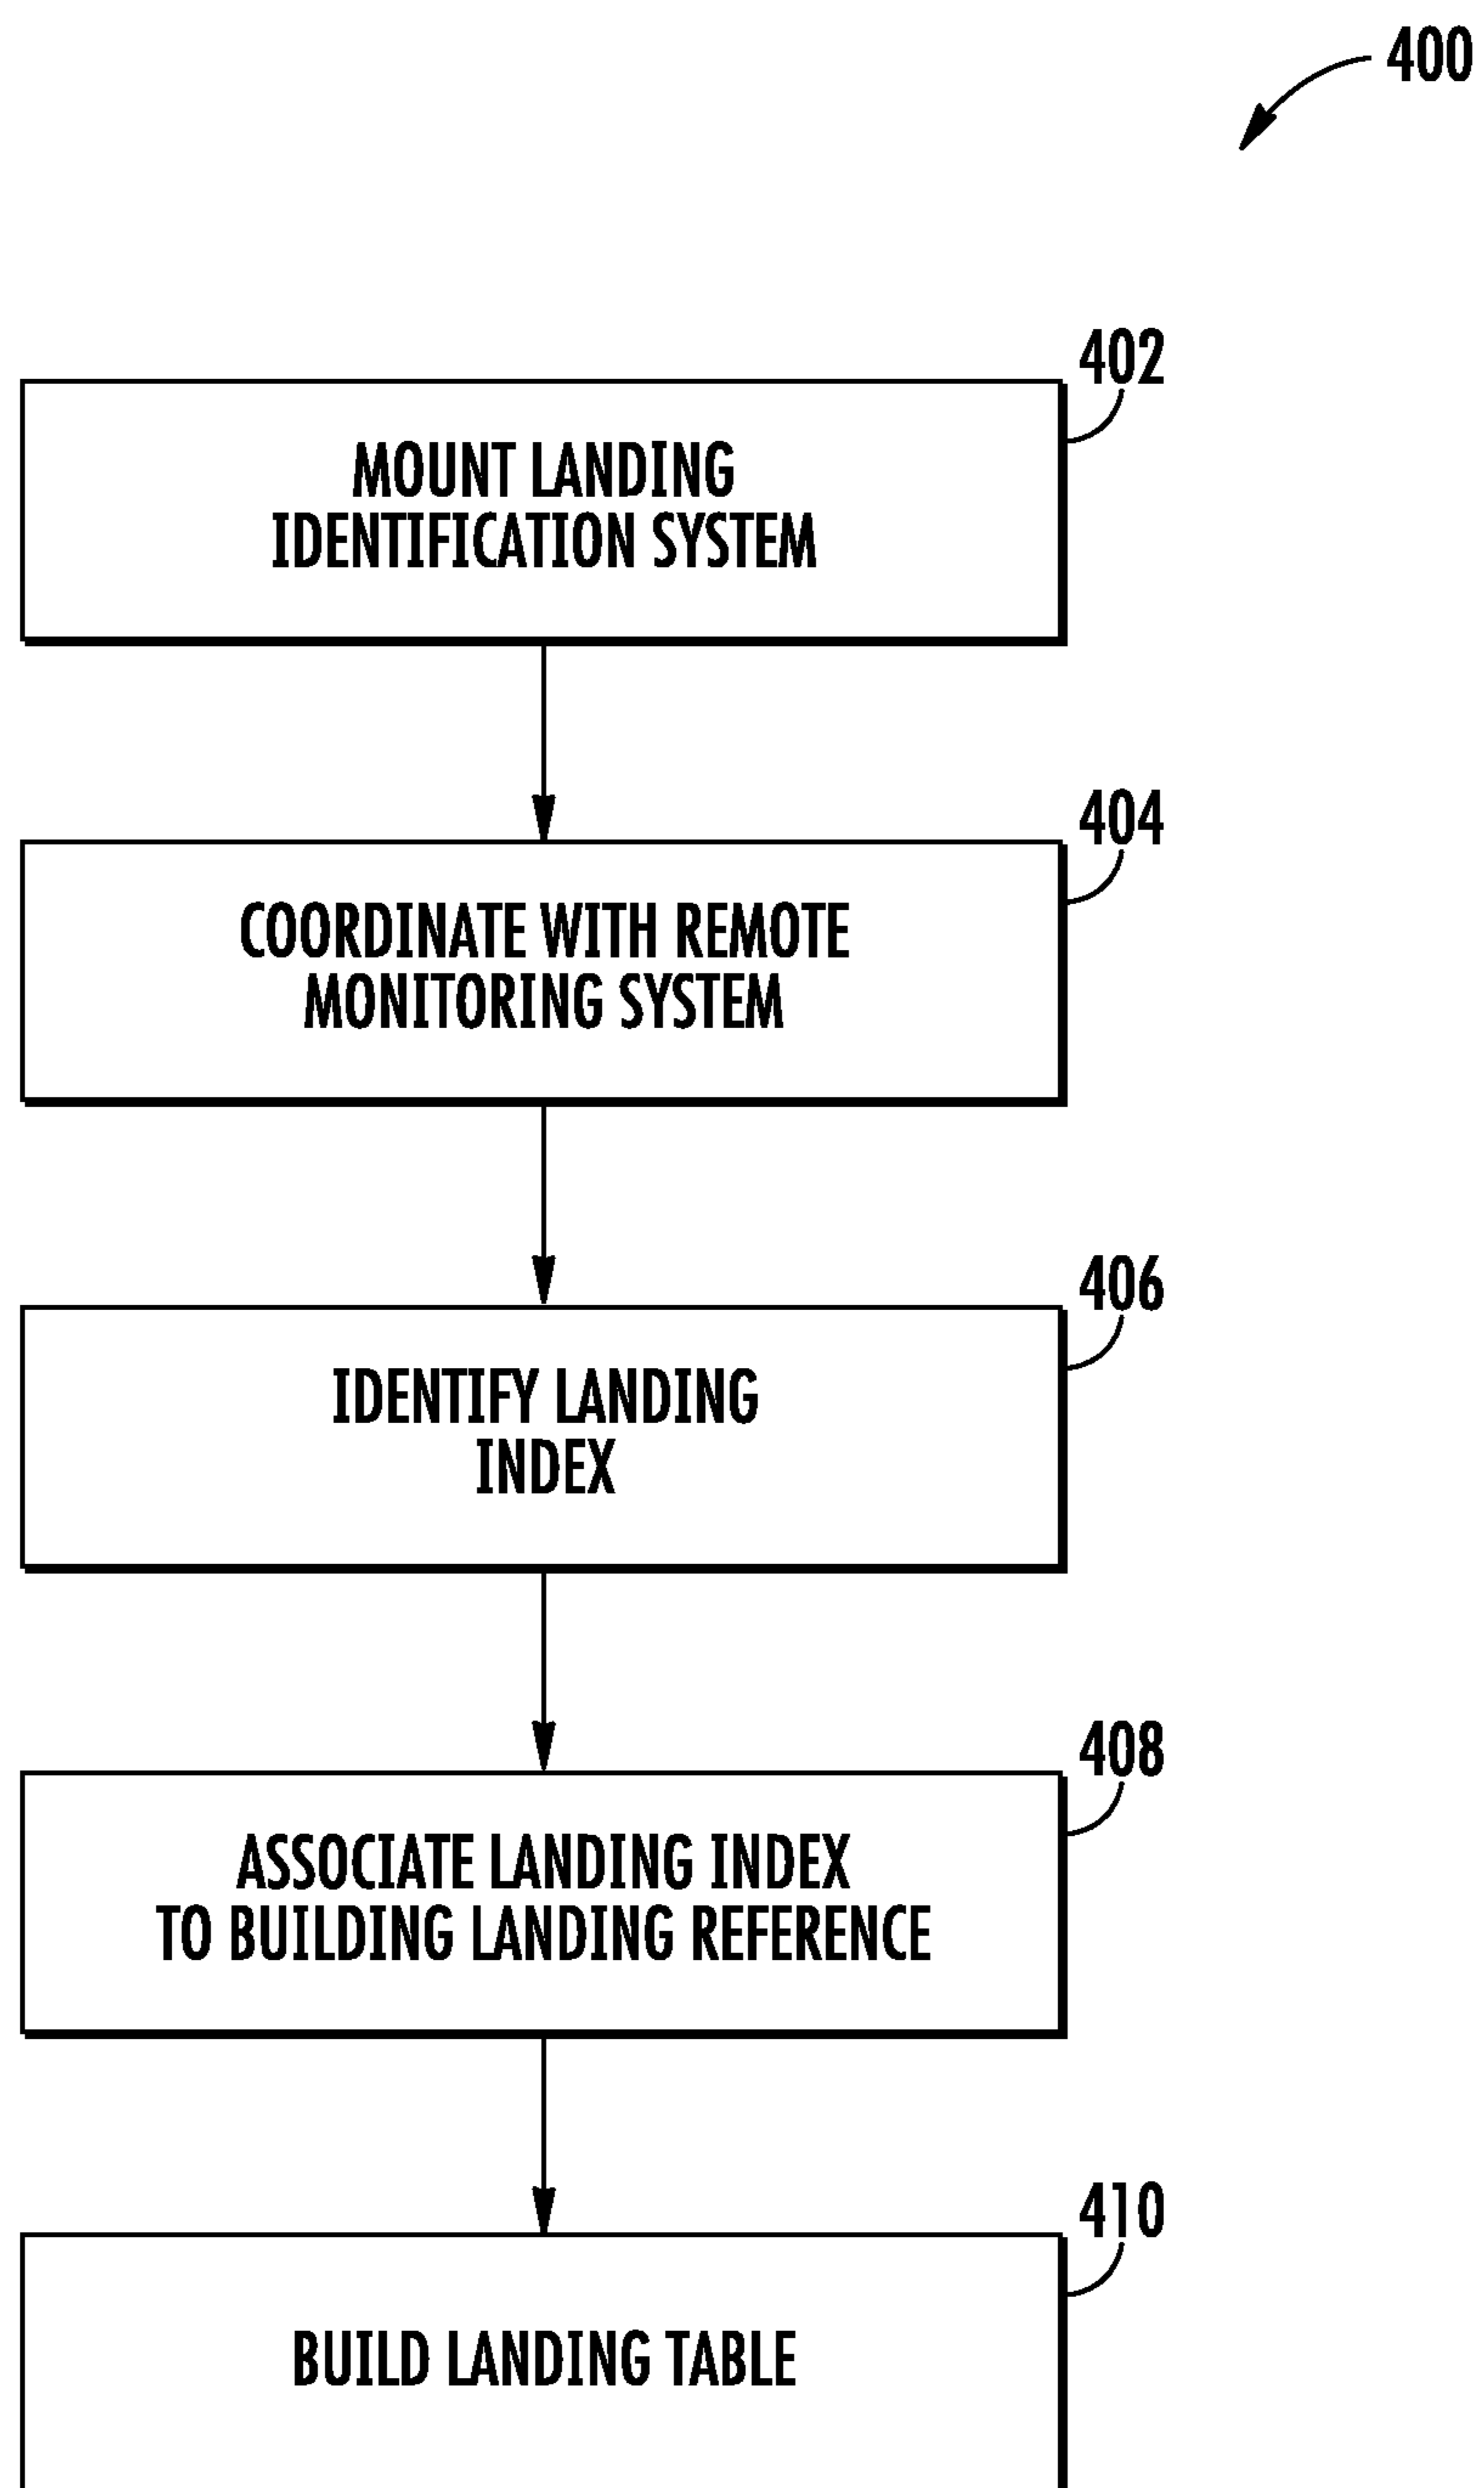 400
402
MOUNT LANDING
IDENTIFICATION SYSTEM
404
COORDINATE WITH REMOTE
MONITORING SYSTEM
406
IDENTIFY LANDING
INDEX
408
ASSOCIATE LANDING INDEX
TO BUILDING LANDING REFERENCE
410
BUILD LANDING TABLE